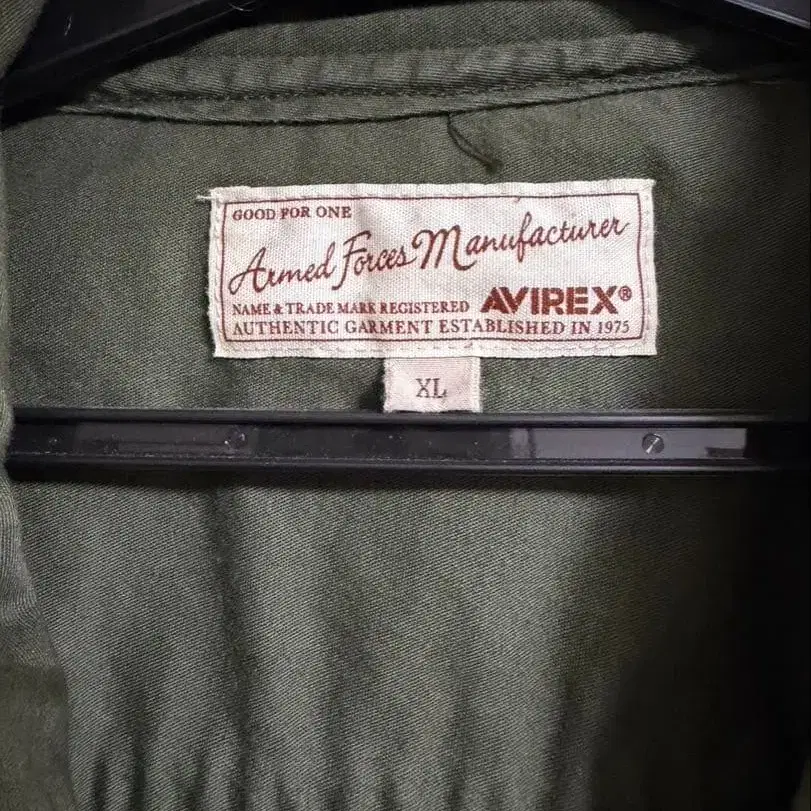 GOOD FOR ONE
Armed Forces Manufacturer
NAME & TRADE MARK REGISTERED AVIREX®
AUTHENTIC GARMENT ESTABLISHED IN 1975
XL